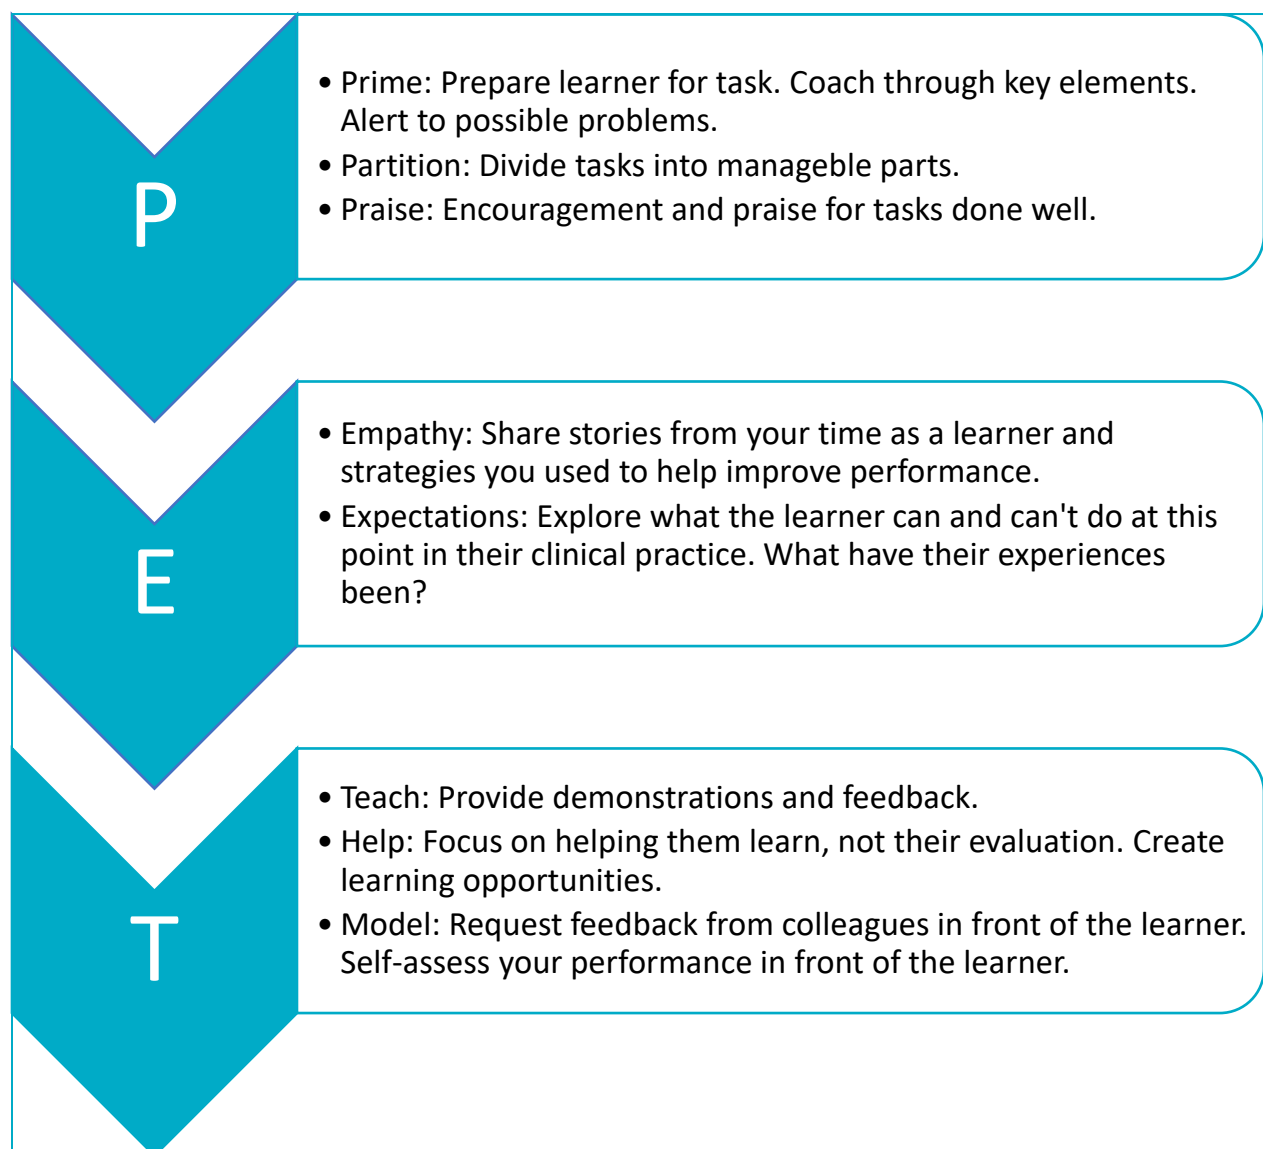 P
• Prime: Prepare learner for task. Coach through key elements.
Alert to possible problems.
• Partition: Divide tasks into manageble parts.
• Praise: Encouragement and praise for tasks done well.
E
• Empathy: Share stories from your time as a learner and
strategies you used to help improve performance.
• Expectations: Explore what the learner can and can't do at this
point in their clinical practice. What have their experiences
been?
T
• Teach: Provide demonstrations and feedback.
• Help: Focus on helping them learn, not their evaluation. Create
learning opportunities.
• Model: Request feedback from colleagues in front of the learner.
Self-assess your performance in front of the learner.